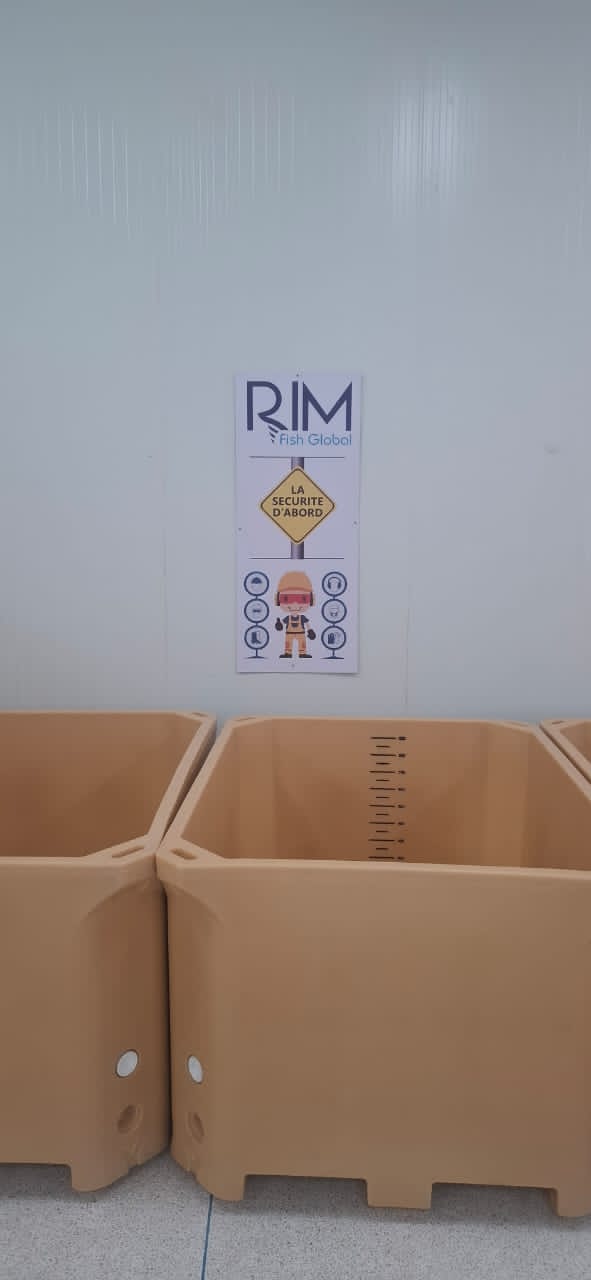 RIM
Fish Global
LA
SECURITE
D'ABORD